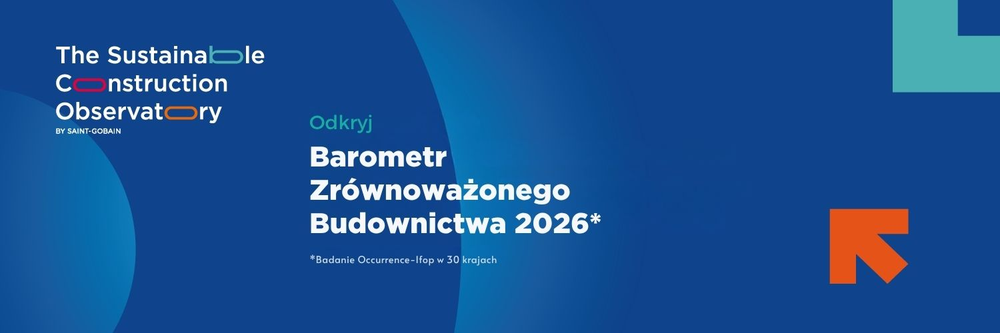 The Sustainable
Construction
Observatory
BY SAINT-GOBAIN
Odkryj
Barometr
Zrównoważonego
Budownictwa 2026*
*Badanie Occurrence-Ifop w 30 krajach